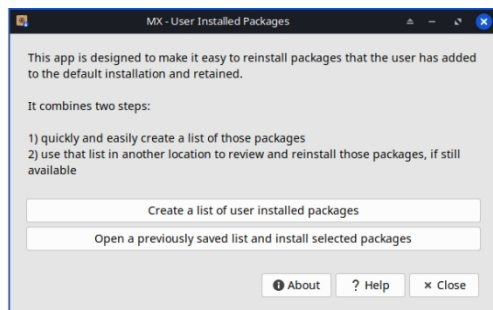 MX - User Installed Packages
This app is designed to make it easy to reinstall packages that the user has added
to the default installation and retained.
It combines two steps:
1) quickly and easily create a list of those packages
2) use that list in another location to review and reinstall those packages, if still
available
Create a list of user installed packages
Open a previously saved list and install selected packages
About ? Help × Close